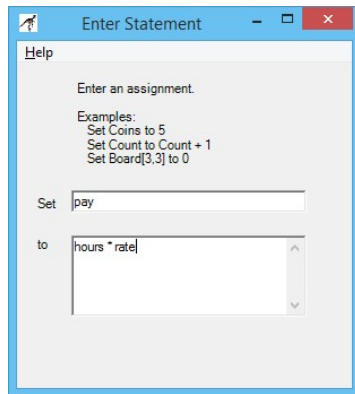 Enter Statement
Help
Enter an assignment.
Examples:
Set Coins to 5
Set Count to Count + 1
Set Board[3,3] to 0
Set pay
to hours * rate